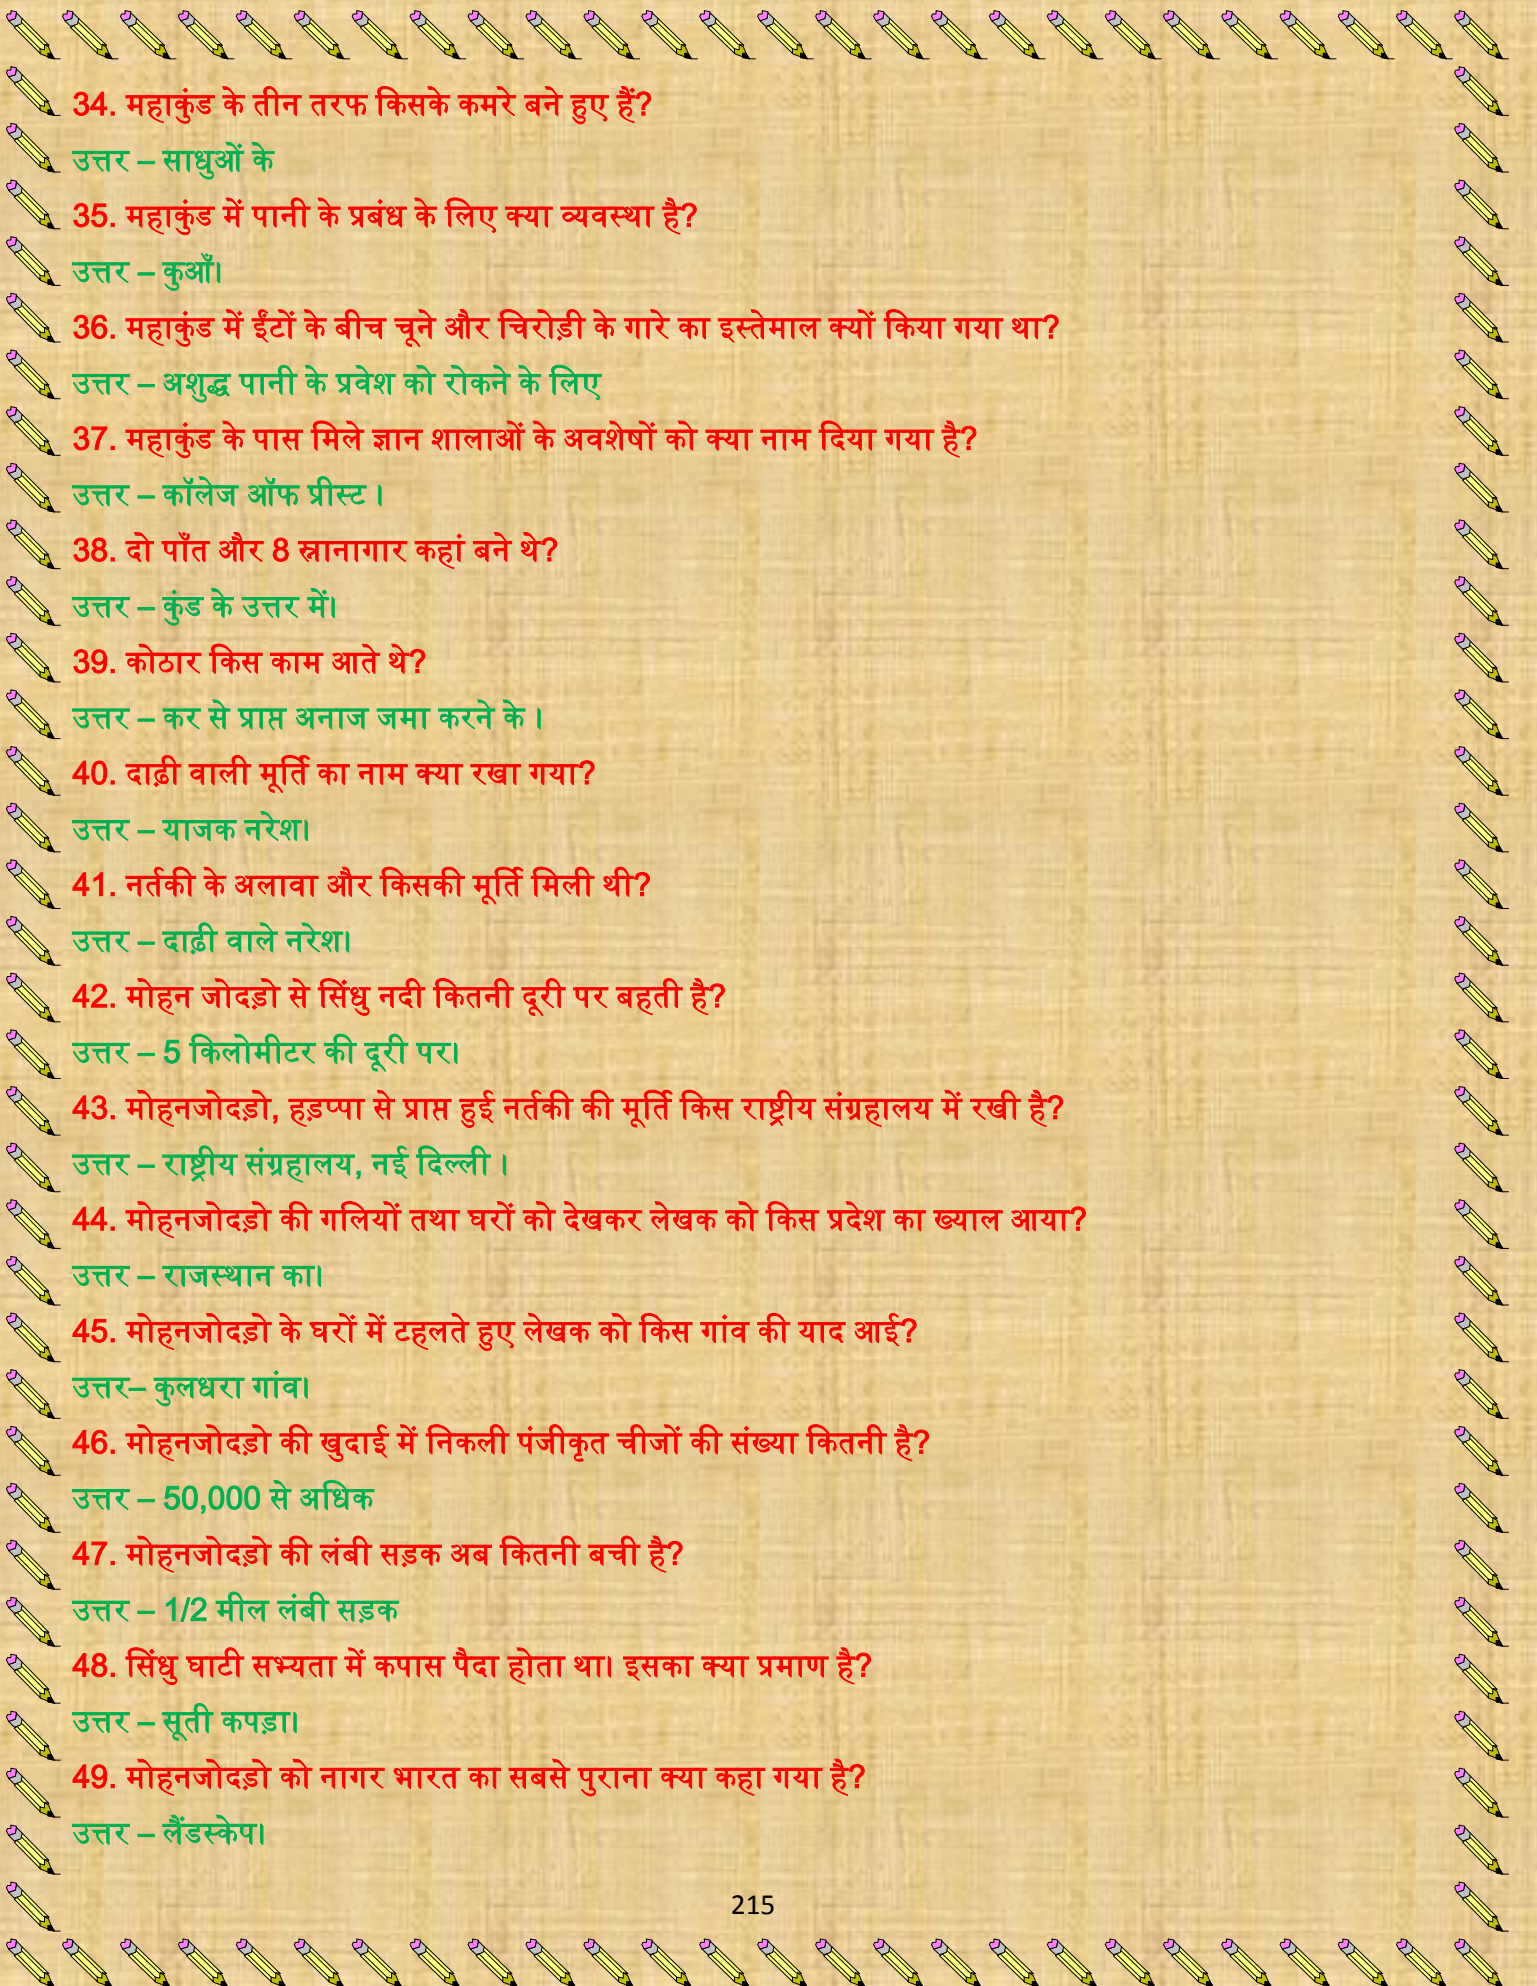 34. महाकुंड के तीन तरफ किसके कमरे बने हुए हैं?
उत्तर – साधुओं के
35. महाकुंड में पानी के प्रबंध के लिए क्या व्यवस्था है?
उत्तर – कुआँ।
36. महाकुंड में ईंटों के बीच चूने और चिरोड़ी के गारे का इस्तेमाल क्यों किया गया था?
उत्तर – अशुद्ध पानी के प्रवेश को रोकने के लिए
37. महाकुंड के पास मिले ज्ञान शालाओं के अवशेषों को क्या नाम दिया गया है?
उत्तर – कॉलेज ऑफ प्रीस्ट ।
38. दो पाँत और 8 स्नानागार कहां बने थे?
उत्तर – कुंड के उत्तर में।
39. कोठार किस काम आते थे?
उत्तर – कर से प्राप्त अनाज जमा करने के ।
40. दाढ़ी वाली मूर्ति का नाम क्या रखा गया?
उत्तर – याजक नरेश।
41. नर्तकी के अलावा और किसकी मूर्ति मिली थी?
उत्तर – दाढ़ी वाले नरेश।
42. मोहन जोदड़ो से सिंधु नदी कितनी दूरी पर बहती है?
उत्तर – 5 किलोमीटर की दूरी पर।
43. मोहनजोदड़ो, हड़प्पा से प्राप्त हुई नर्तकी की मूर्ति किस राष्ट्रीय संग्रहालय में रखी है?
उत्तर – राष्ट्रीय संग्रहालय, नई दिल्ली ।
44. मोहनजोदड़ो की गलियों तथा घरों को देखकर लेखक को किस प्रदेश का ख्याल आया?
उत्तर – राजस्थान का।
45. मोहनजोदड़ो के घरों में टहलते हुए लेखक को किस गांव की याद आई?
उत्तर– कुलधरा गांव।
46. मोहनजोदड़ो की खुदाई में निकली पंजीकृत चीजों की संख्या कितनी है?
उत्तर – 50,000 से अधिक
47. मोहनजोदड़ो की लंबी सड़क अब कितनी बची है?
उत्तर – 1/2 मील लंबी सड़क
48. सिंधु घाटी सभ्यता में कपास पैदा होता था। इसका क्या प्रमाण है?
उत्तर – सूती कपड़ा।
49. मोहनजोदड़ो को नागर भारत का सबसे पुराना क्या कहा गया है?
उत्तर – लैंडस्केप।
215